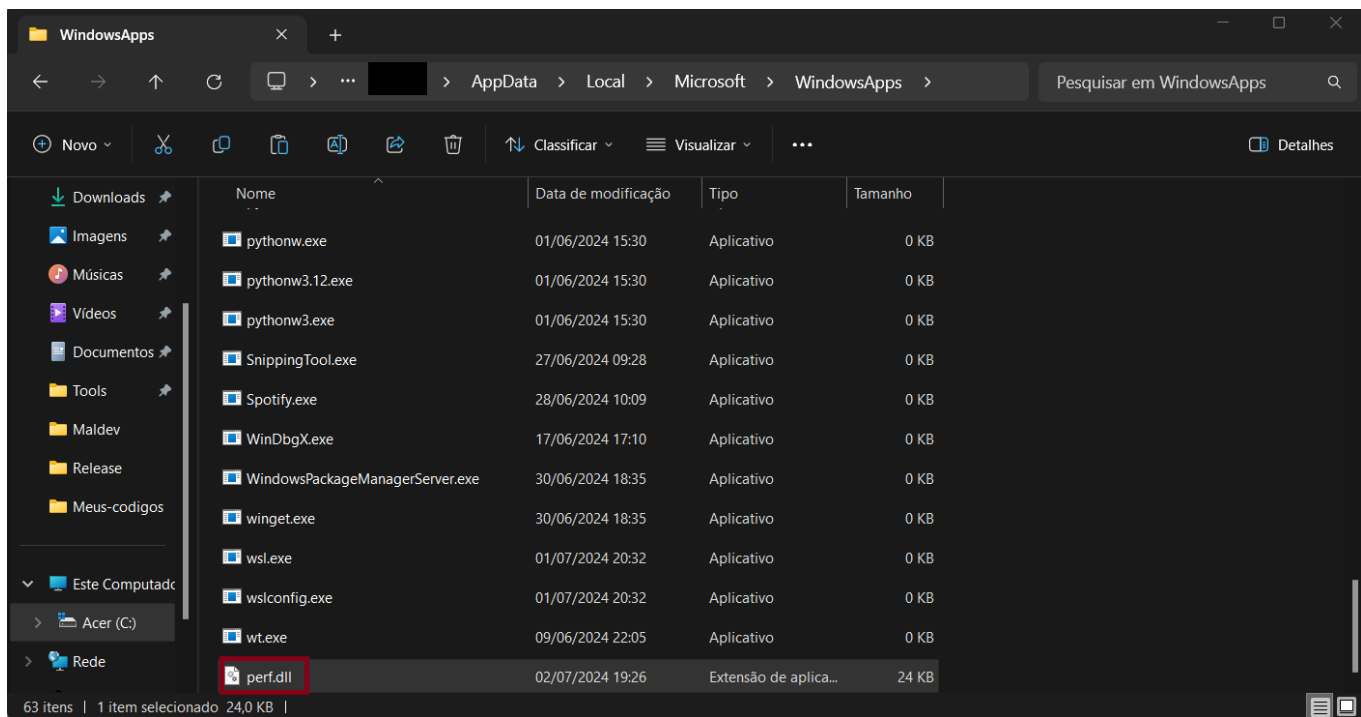 WindowsApps
AppData > Local > Microsoft > WindowsApps >
Pesquisar em WindowsApps
Novo
Classificar
Visualizar
Detalhes
Downloads
Imagens
Músicas
Vídeos
Documentos
Tools
Maldev
Release
Meus-codigos
Este Computad
Acer (C:)
Rede
Nome Data de modificação Tipo Tamanho
pythonw.exe 01/06/2024 15:30 Aplicativo 0 KB
pythonw3.12.exe 01/06/2024 15:30 Aplicativo 0 KB
pythonw3.exe 01/06/2024 15:30 Aplicativo 0 KB
SnippingTool.exe 27/06/2024 09:28 Aplicativo 0 KB
Spotify.exe 28/06/2024 10:09 Aplicativo 0 KB
WinDbgX.exe 17/06/2024 17:10 Aplicativo 0 KB
WindowsPackageManagerServer.exe 30/06/2024 18:35 Aplicativo 0 KB
winget.exe 30/06/2024 18:35 Aplicativo 0 KB
wsl.exe 01/07/2024 20:32 Aplicativo 0 KB
wslconfig.exe 01/07/2024 20:32 Aplicativo 0 KB
wt.exe 09/06/2024 22:05 Aplicativo 0 KB
perf.dll 02/07/2024 19:26 Extensão de aplica... 24 KB
63 itens | 1 item selecionado 24,0 KB |